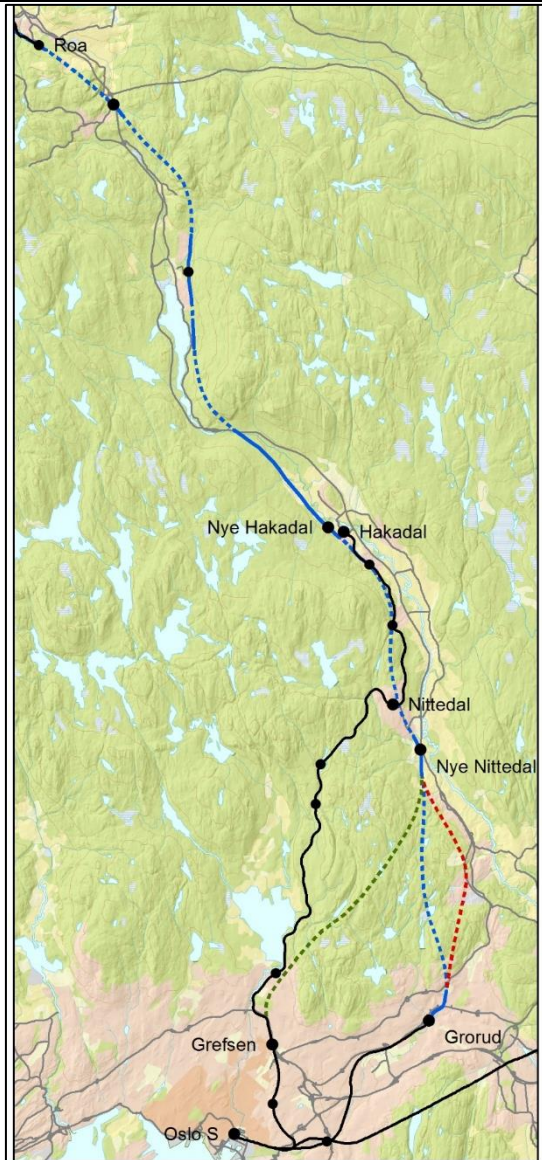 Roa
Nye Hakadal
Hakadal
Nittedal
Nye Nittedal
Grefsen
Grorud
Oslo S